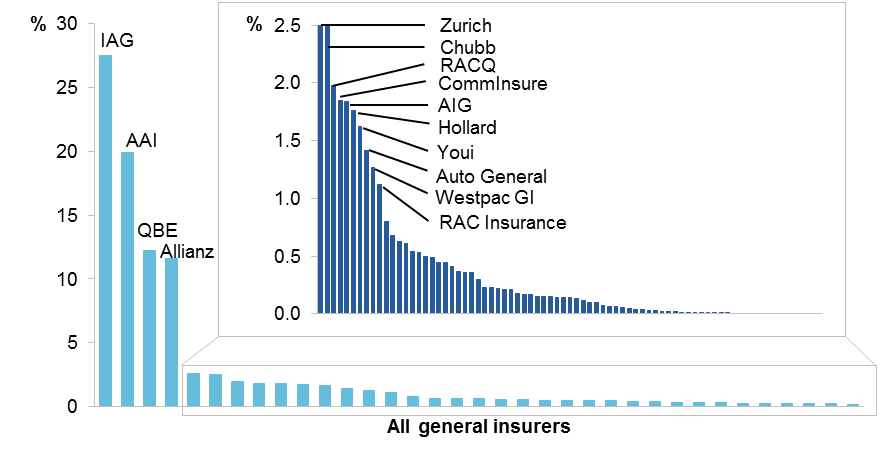 % 30
25
20
15
10
5
0
IAG
AAI
QBE
Allianz
% 2.5
2.0
1.5
1.0
0.5
0.0
Zurich
Chubb
RACQ
CommInsure
AIG
Hollard
Youi
Auto General
Westpac GI
RAC Insurance
All general insurers